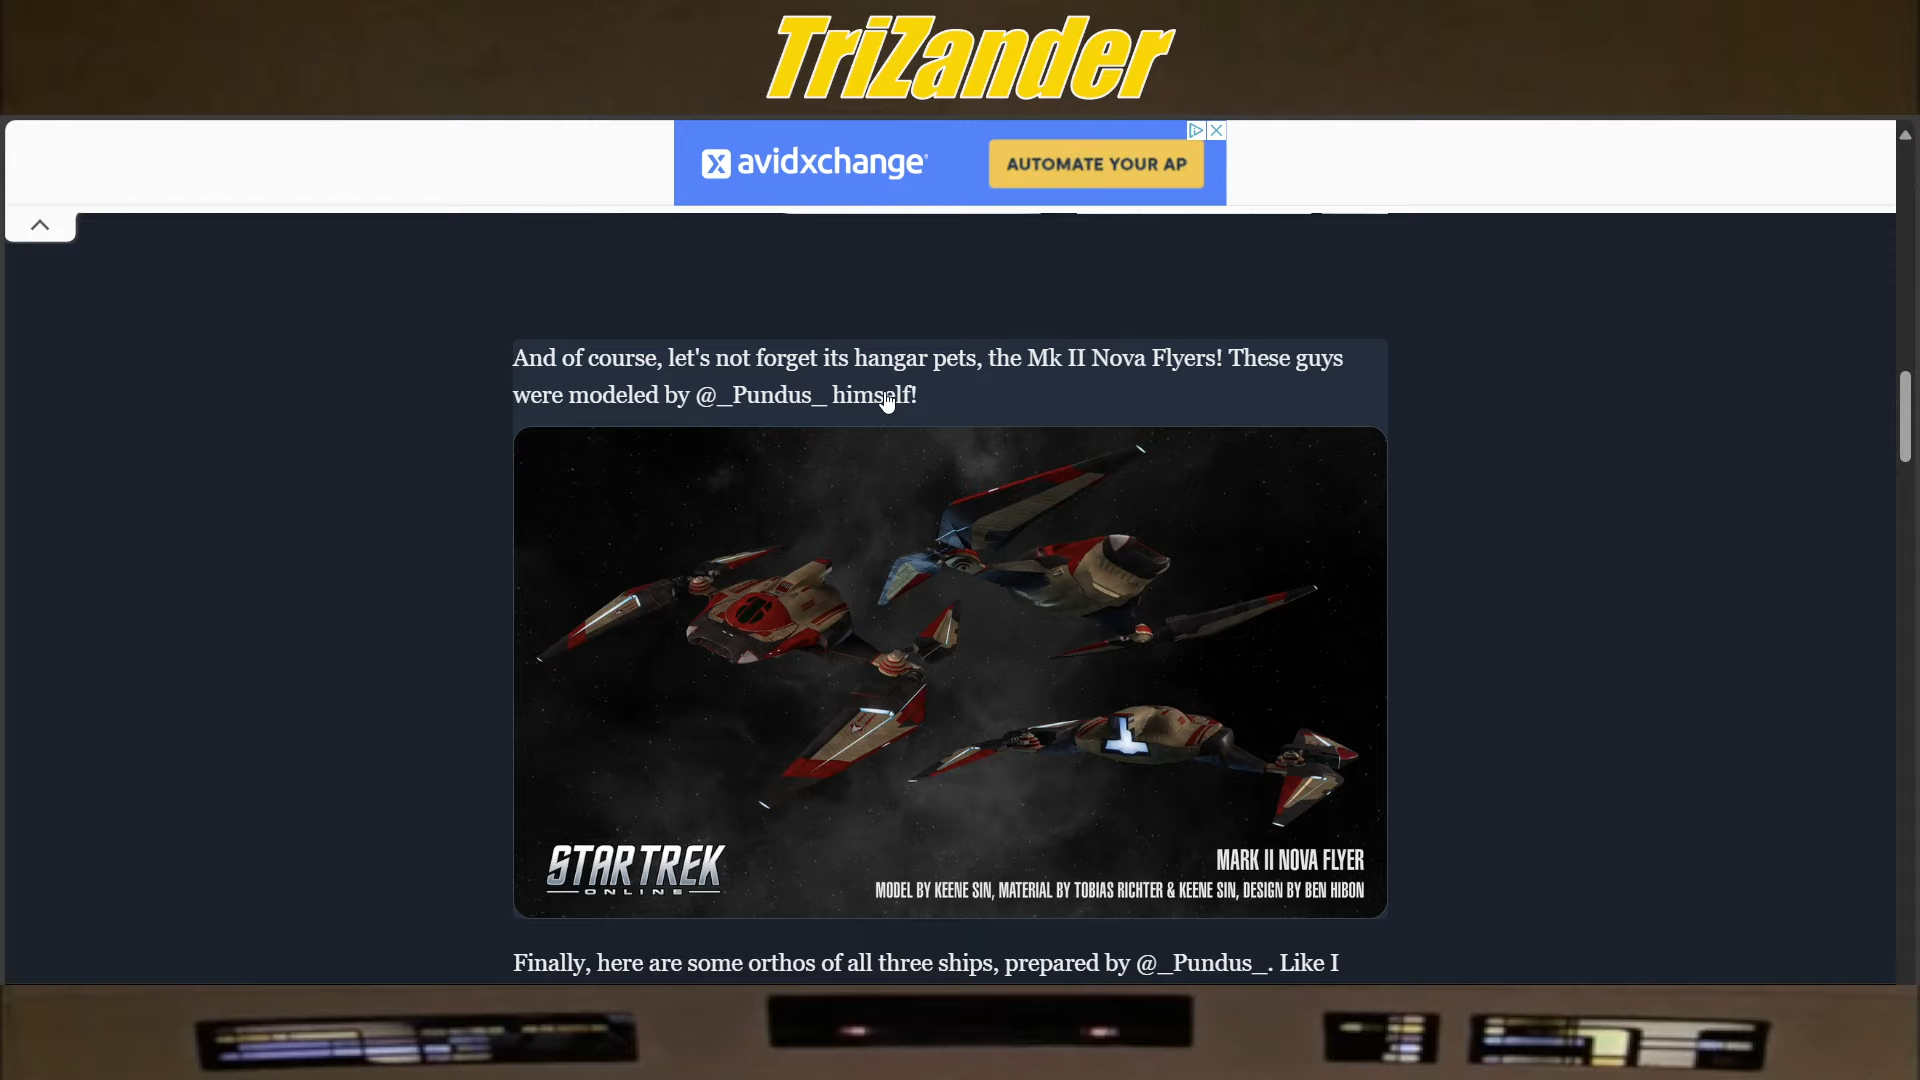 TriZander
avidxchange
AUTOMATE YOUR AP
And of course, let's not forget its hangar pets, the Mk II Nova Flyers! These guys
were modeled by @_Pundus_ himself!
STAR TREK
ONLINE
MARK II NOVA FLYER
MODEL BY KEENE SIN, MATERIAL BY TOBIAS RICHTER & KEENE SIN, DESIGN BY BEN HIBON
Finally, here are some orthos of all three ships, prepared by @_Pundus_. Like I